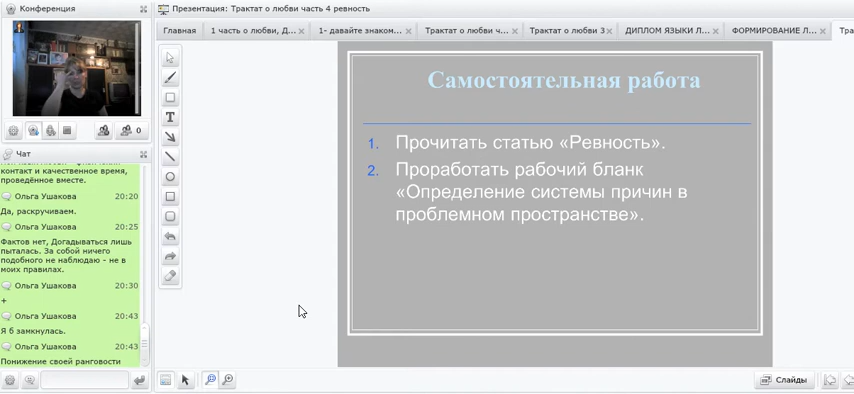 Конференция
0
Чат
контакт и качественное время,
проведённое вместе.
Ольга Ушакова 20:20
Да, раскручиваем.
Ольга Ушакова 20:25
Фактов нет, Догадываться лишь
пыталась. За собой ничего
подобного не наблюдаю - не в
моих правилах.
Ольга Ушакова 20:30
+
Ольга Ушакова 20:43
Я б замкнулась.
Ольга Ушакова 20:43
Понижение своей ранговости
Презентация: Трактат о любви часть 4 ревность
Главная
1 часть о любви, Д...
1- давайте знаком...
Трактат о любви ч...
Трактат о любви 3
ДИПЛОМ ЯЗЫКИ Л...
ФОРМИРОВАНИЕ Л...
Тра
T
Самостоятельная работа
1. Прочитать статью «Ревность».
2. Проработать рабочий бланк
«Определение системы причин в
проблемном пространстве».
Слайды